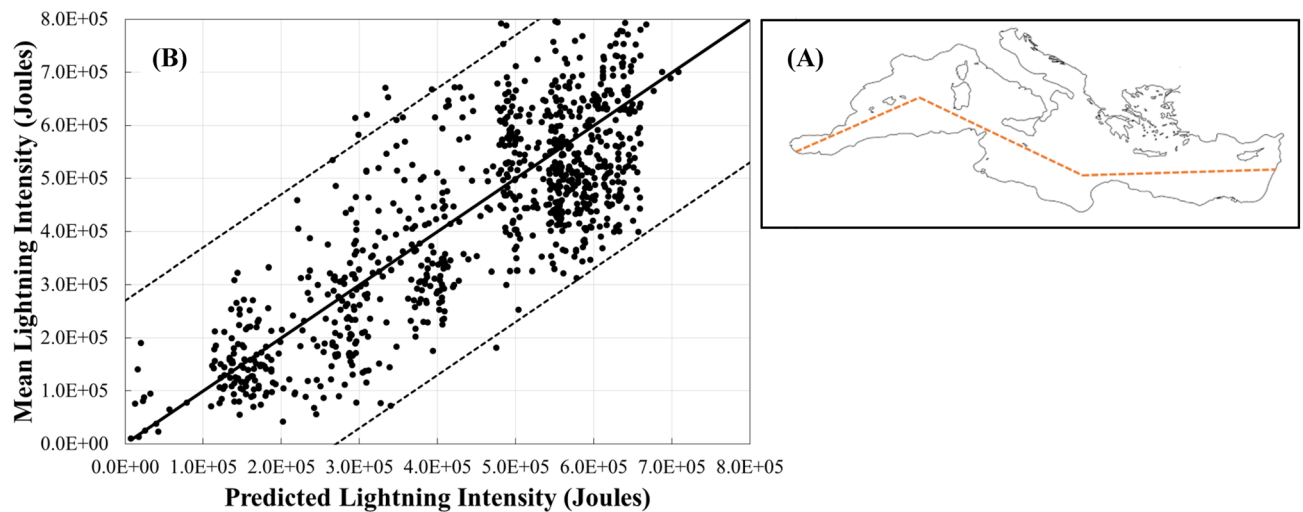 (B)
(A)
Mean Lightning Intensity (Joules)
8.0E+05
7.0E+05
6.0E+05
5.0E+05
4.0E+05
3.0E+05
2.0E+05
1.0E+05
0.0E+00
0.0E+00 1.0E+05 2.0E+05 3.0E+05 4.0E+05 5.0E+05 6.0E+05 7.0E+05 8.0E+05
Predicted Lightning Intensity (Joules)